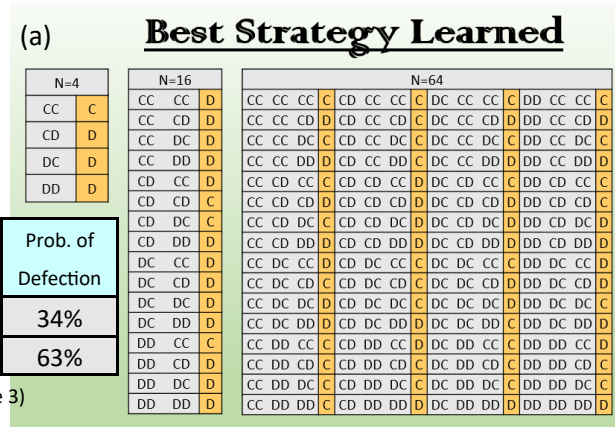 (a)
Best Strategy Learned
N=4
CC C
CD D
DC D
DD D
Prob. of
Defection
34%
63%
3)
N=16
CC CC D
CC CD D
CC DC D
CC DD D
CD CC D
CD CD C
CD DC C
CD DD D
DC CC D
DC CD D
DC DC D
DC DD D
DD CC C
DD CD D
DD DC D
DD DD D
N=64
CC CC CC C CD CC CC C DC CC CC C DD CC CC C
CC CC CD D CD CC CD C DC CC CD D DD CC CD D
CC CC DC C CD CC DC C DC CC DC D DD CC DC C
CC CC DD D CD CC DD C DC CC DD D DD CC DD D
CC CD CC C CD CD CC D DC CD CC C DD CD CC C
CC CD CD D CD CD CD C DC CD CD D DD CD CD C
CC CD DC C CD CD DC D DC CD DC D DD CD DC D
CC CD DD D CD CD DD D DC CD DD D DD CD DD D
CC DC CC C CD DC CC C DC DC CC C DD DC CC D
CC DC CD C CD DC CD D DC DC CD D DD DC CD C
CC DC DC C CD DC DC D DC DC DC C DD DC DC D
CC DC DD D CD DC DD D DC DC DD C DD DC DD D
CC DD CC C CD DD CC D DC DD CC C DD DD CC D
CC DD CD C CD DD CD C DC DD CD D DD DD CD C
CC DD DC C CD DD DC C DC DD DC C DD DD DC D
CC DD DD C CD DD DD D DC DD DD D DD DD DD D